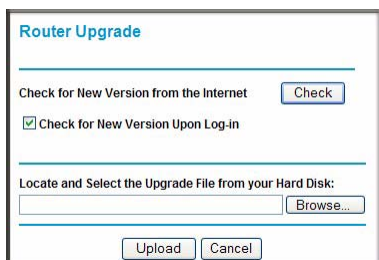 Router Upgrade
Check for New Version from the Internet Check
Check for New Version Upon Log-in
Locate and Select the Upgrade File from your Hard Disk:
Browse...
Upload Cancel